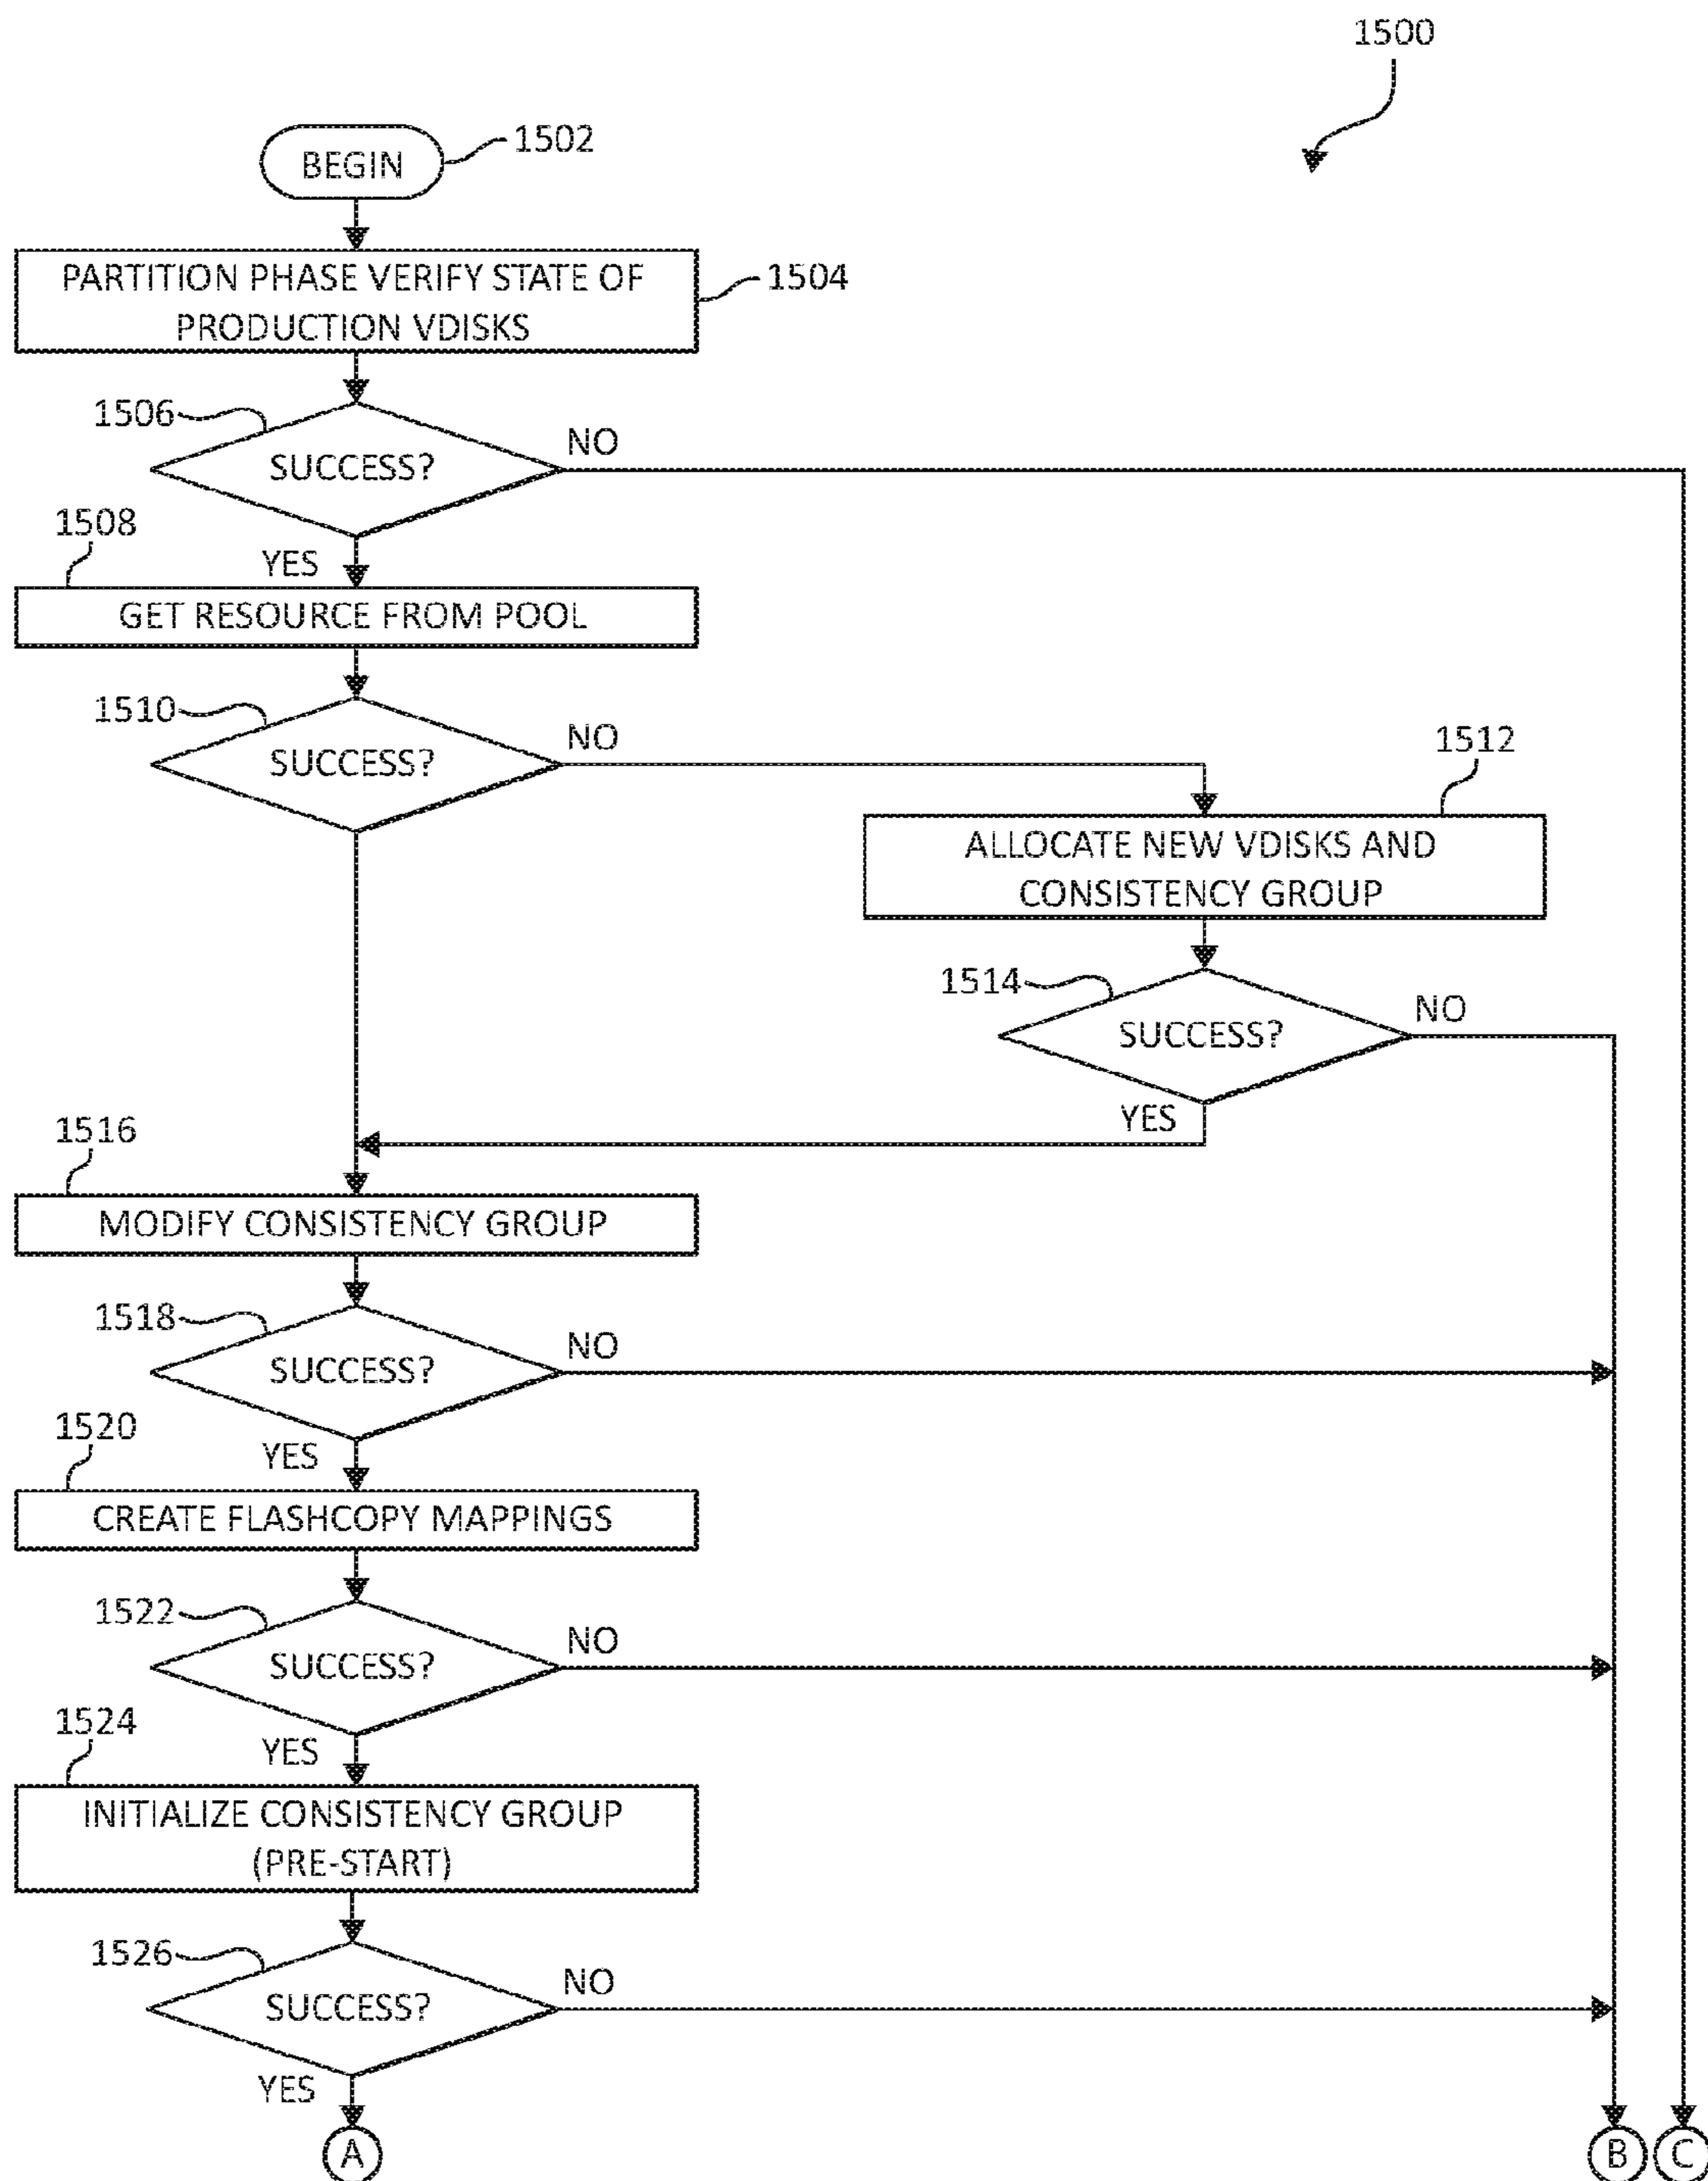 1500
BEGIN
1502
PARTITION PHASE VERIFY STATE OF
PRODUCTION VDISKS
1504
1506
SUCCESS?
NO
1508
YES
GET RESOURCE FROM POOL
1510
SUCCESS?
NO
1512
ALLOCATE NEW VDISKS AND
CONSISTENCY GROUP
1514
SUCCESS?
NO
YES
1516
MODIFY CONSISTENCY GROUP
1518
SUCCESS?
NO
1520
YES
CREATE FLASHCOPY MAPPINGS
1522
SUCCESS?
NO
1524
YES
INITIALIZE CONSISTENCY GROUP
(PRE-START)
1526
SUCCESS?
NO
YES
A
B
C